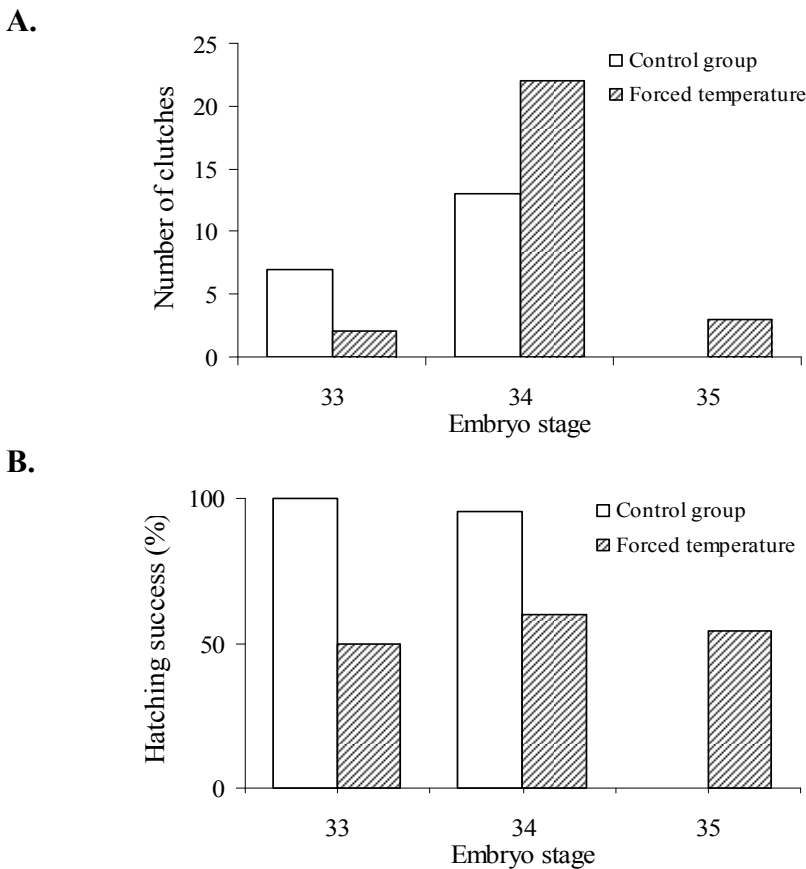 A.
25
20
15
10
5
0
Number of clutches
Control group
Forced temperature
33 34 35
Embryo stage
B.
100
50
0
Hatching success (%)
Control group
Forced temperature
33 34 35
Embryo stage